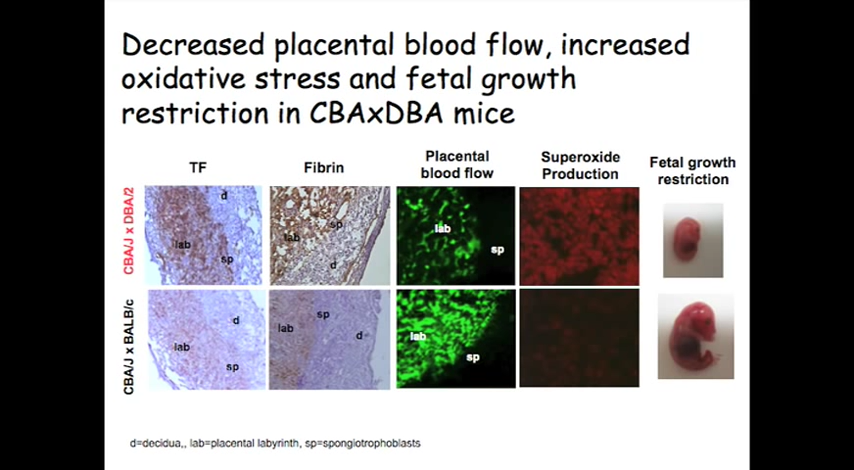 Decreased placental blood flow, increased
oxidative stress and fetal growth
restriction in CBAxDBA mice
TF
Fibrin
Placental
blood flow
Superoxide
Production
Fetal growth
restriction
CBA/J x DBA/2
d
lab
sp
sp
lab
d
lab
sp
CBA/J x BALB/c
d
lab
sp
sp
lab
d
lab
sp
d=decidua,, lab=placental labyrinth, sp=spongiotrophoblasts